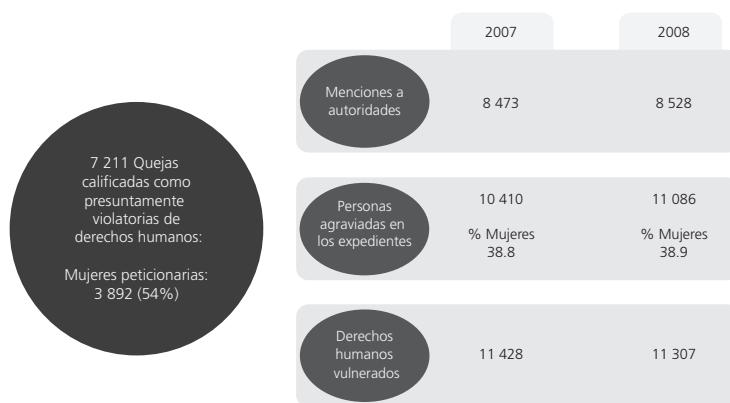 7 211 Quejas
calificadas como
presuntamente
violatorias de
derechos humanos:
Mujeres peticionarias:
3 892 (54%)
2007
2008
Menciones a
autoridades
8 473
8 528
Personas
agraviadas en
los expedientes
10 410
% Mujeres
38.8
11 086
% Mujeres
38.9
Derechos
humanos
vulnerados
11 428
11 307